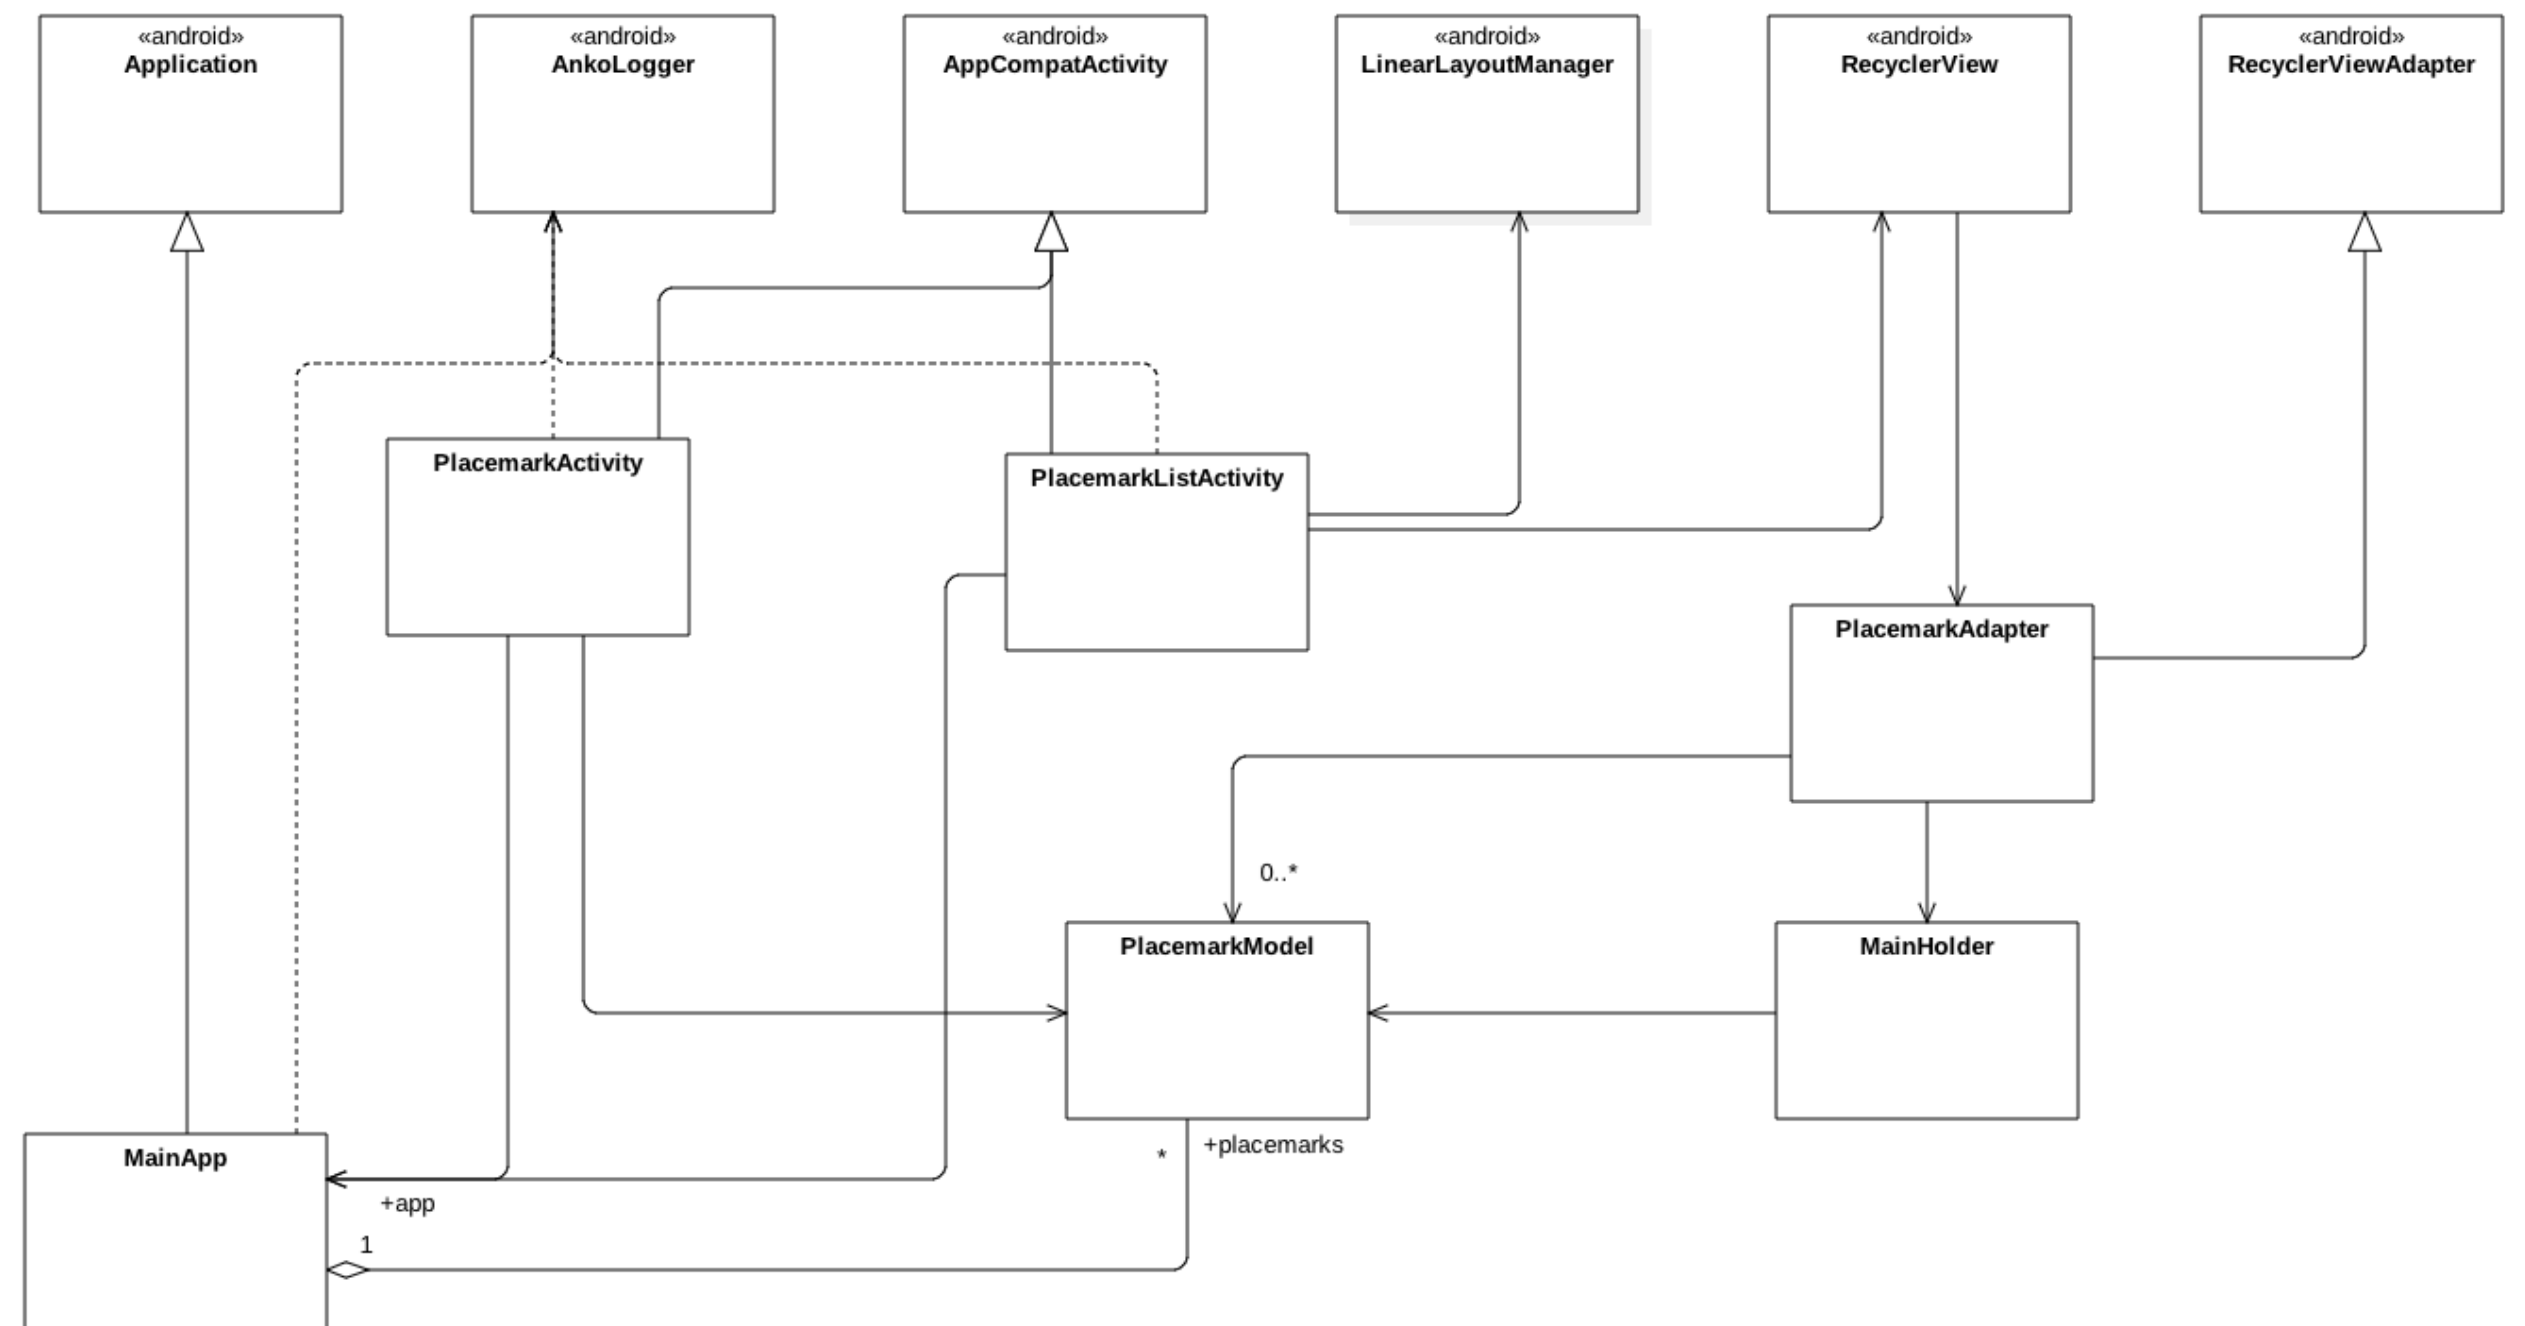 «android»
Application
«android»
AnkoLogger
«android»
AppCompatActivity
«android»
LinearLayoutManager
«android»
RecyclerView
«android»
RecyclerViewAdapter
PlacemarkActivity
PlacemarkListActivity
PlacemarkAdapter
0..*
PlacemarkModel
MainHolder
+placemarks
*
MainApp
+app
1